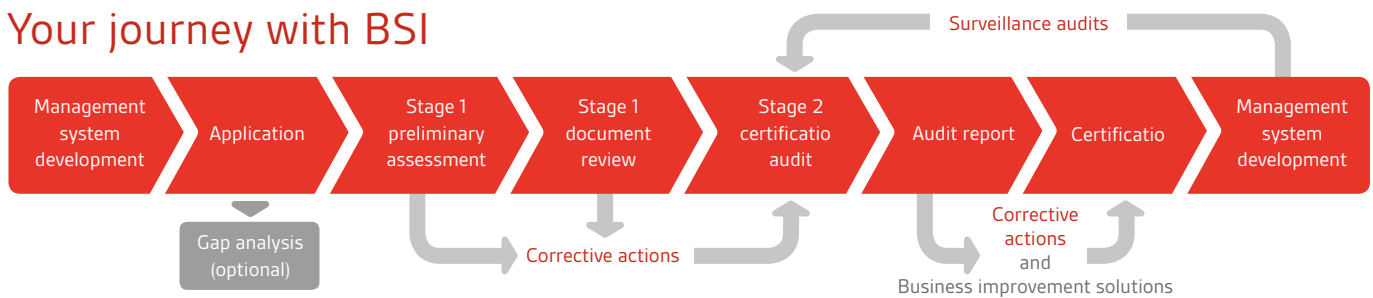 Your journey with BSI
Surveillance audits
Management
system
development
Application
Stage 1
preliminary
assessment
Stage 1
document
review
Stage 2
certificatio
audit
Audit report
Certificatio
Management
system
development
Gap analysis
(optional)
Corrective actions
Corrective
actions
and
Business improvement solutions